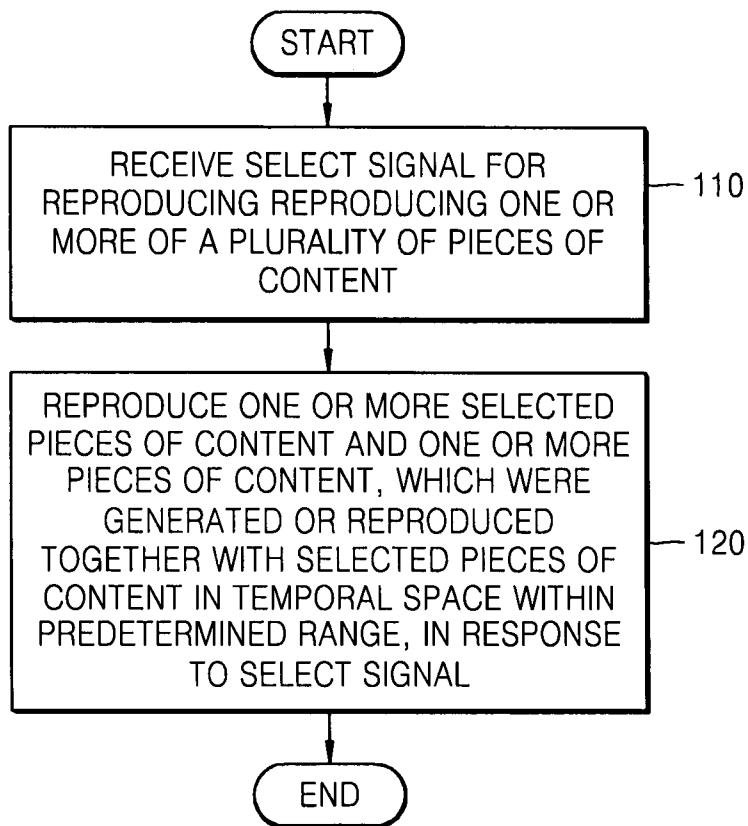 START
RECEIVE SELECT SIGNAL FOR
REPRODUCING REPRODUCING ONE OR
MORE OF A PLURALITY OF PIECES OF
CONTENT
110
REPRODUCE ONE OR MORE SELECTED
PIECES OF CONTENT AND ONE OR MORE
PIECES OF CONTENT, WHICH WERE
GENERATED OR REPRODUCED
TOGETHER WITH SELECTED PIECES OF
CONTENT IN TEMPORAL SPACE WITHIN
PREDETERMINED RANGE, IN RESPONSE
TO SELECT SIGNAL
120
END